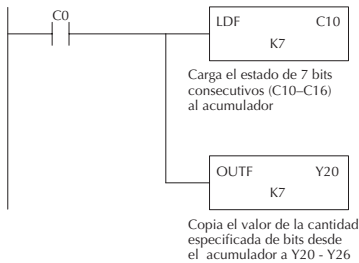 C0
LDF C10
K7
Carga el estado de 7 bits
consecutivos (C10–C16)
al acumulador
OUTF Y20
K7
Copia el valor de la cantidad
especificada de bits desde
el acumulador a Y20 - Y26